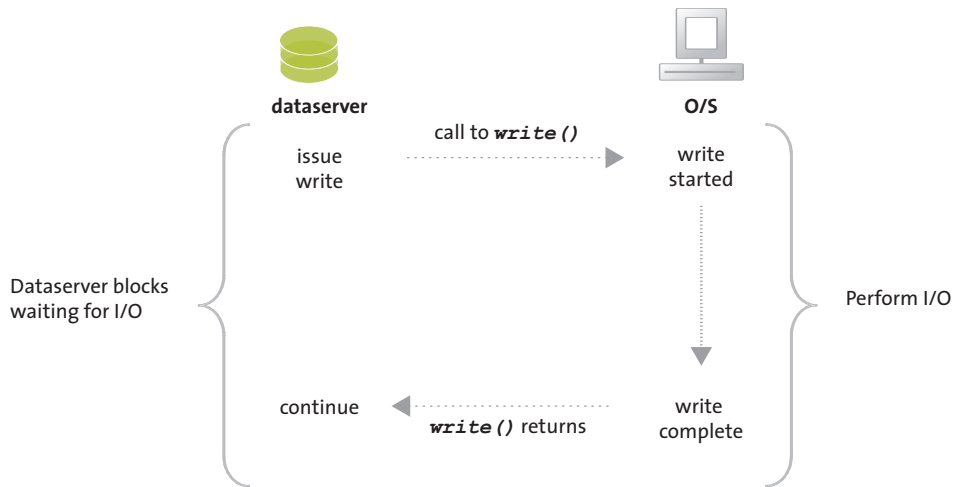 dataserver
O/S
call to write()
issue
write
write
started
Dataserver blocks
waiting for I/O
Perform I/O
continue
write() returns
write
complete